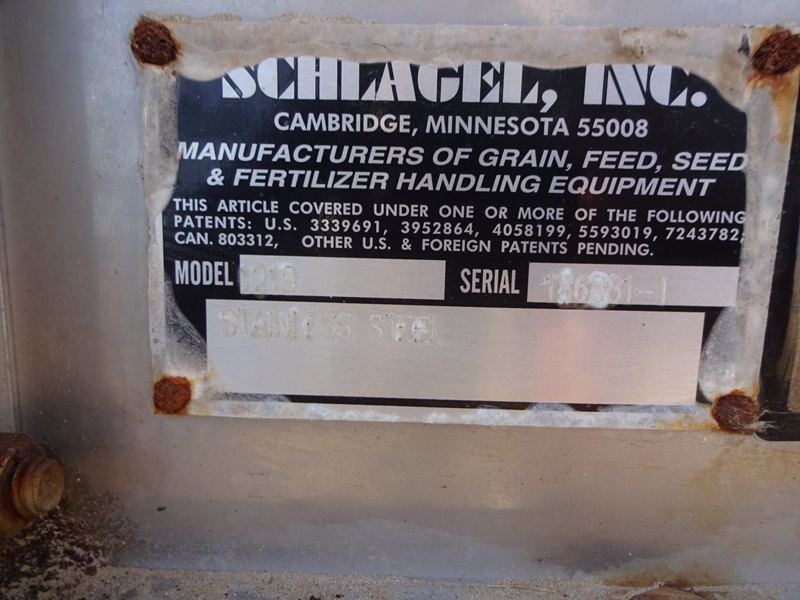 SCHLAGEL, INC.
CAMBRIDGE, MINNESOTA 55008
MANUFACTURERS OF GRAIN, FEED, SEED
& FERTILIZER HANDLING EQUIPMENT
THIS ARTICLE COVERED UNDER ONE OR MORE OF THE FOLLOWING
PATENTS: U.S. 3339691, 3952864, 4058199, 5593019, 7243782;
CAN. 803312, OTHER U.S. & FOREIGN PATENTS PENDING.
MODEL SERIAL
STAINLESS STEEL